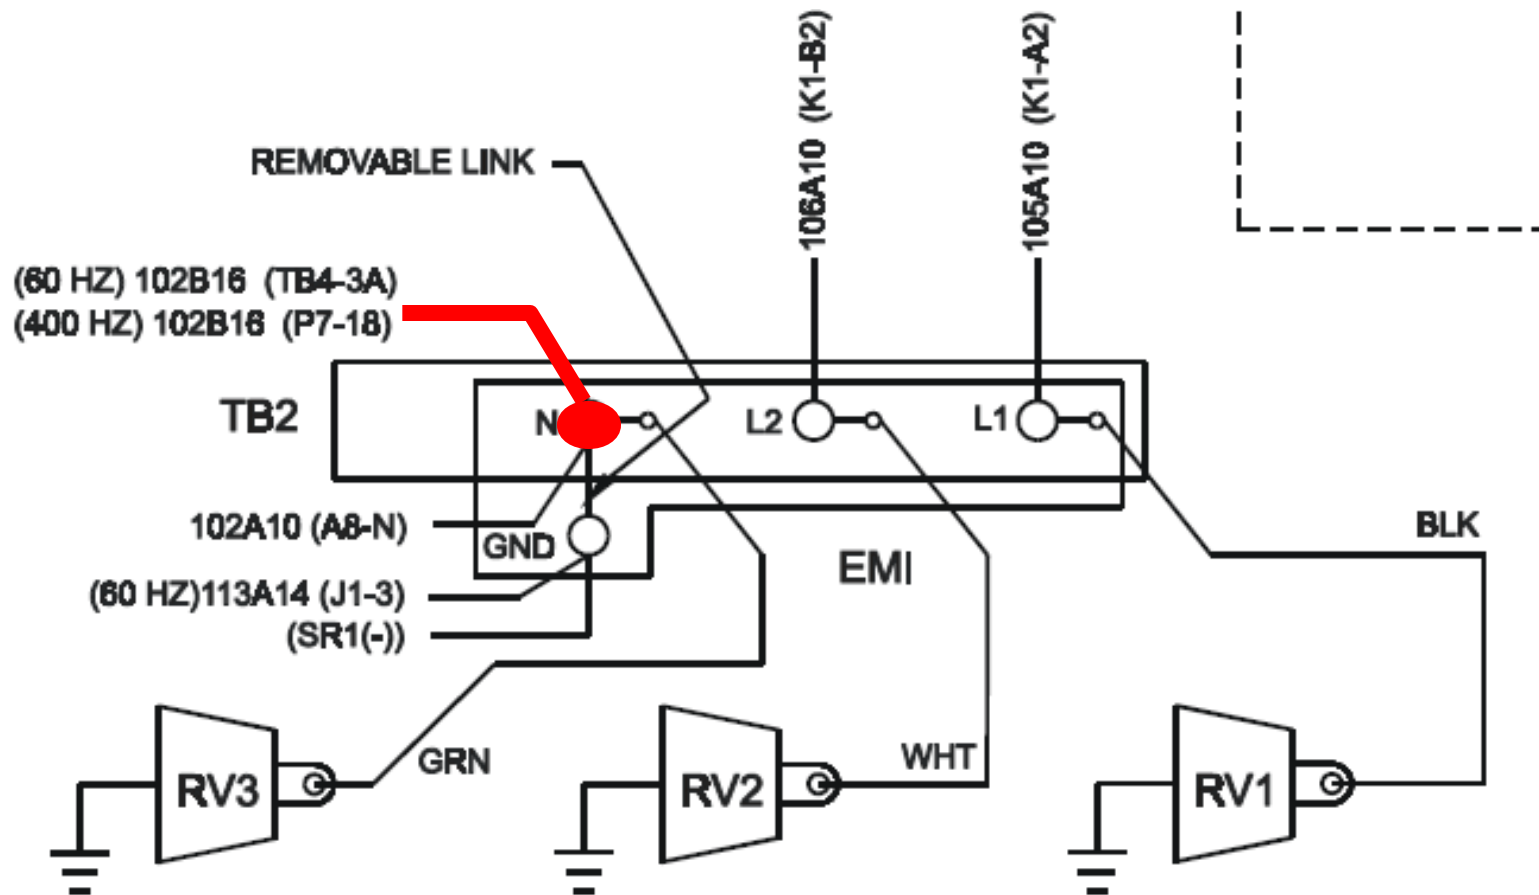 106A10 (K1-B2)
105A10 (K1-A2)
REMOVABLE LINK
(60 HZ) 102B16 (TB4-3A)
(400 HZ) 102B16 (P7-18)
TB2
N
L2
L1
102A10 (A8-N)
GND
EMI
BLK
(60 HZ)113A14 (J1-3)
(SR1(-))
GRN
WHT
RV3
RV2
RV1